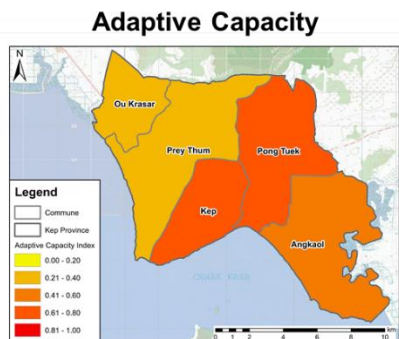 Adaptive Capacity
N
Ou Krasar
Prey Thum
Pong Tuek
Kep
Angkaol
Legend
Commune
Kep Province
Adaptive Capacity Index
0.00 - 0.20
0.21 - 0.40
0.41 - 0.60
0.61 - 0.80
0.81 - 1.00
0 1 2 4 6 8 10
km